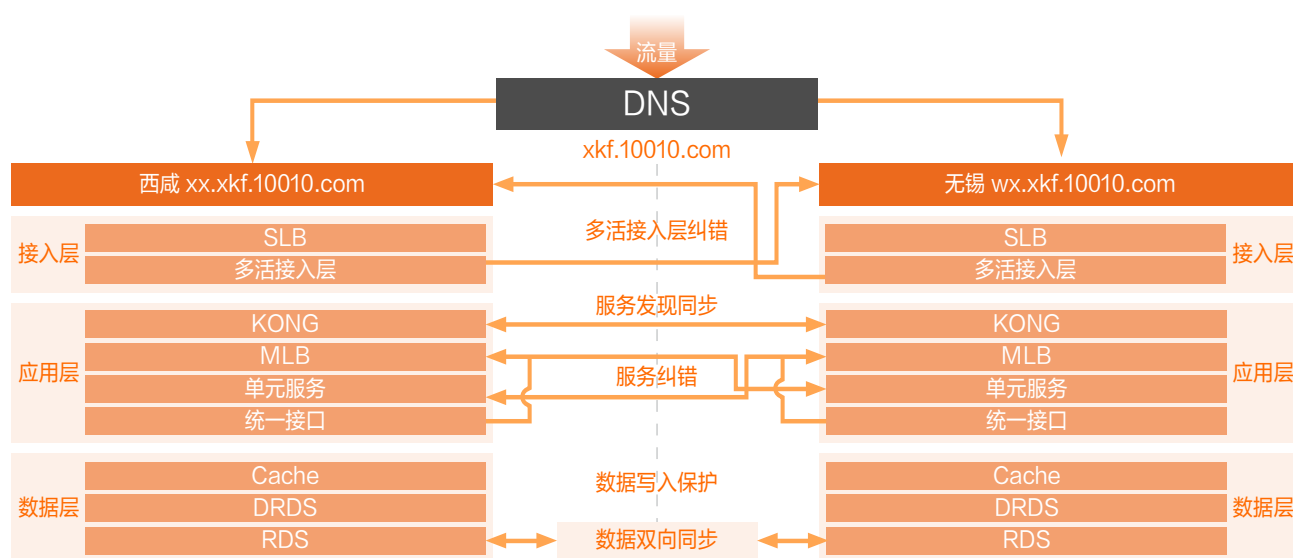 流量
DNS
xkf.10010.com
西咸 xx.xkf.10010.com
无锡 wx.xkf.10010.com
多活接入层纠错
接入层
SLB
多活接入层
SLB
多活接入层
接入层
服务发现同步
服务纠错
应用层
KONG
MLB
单元服务
统一接口
KONG
MLB
单元服务
统一接口
应用层
数据写入保护
数据双向同步
数据层
Cache
DRDS
RDS
Cache
DRDS
RDS
数据层